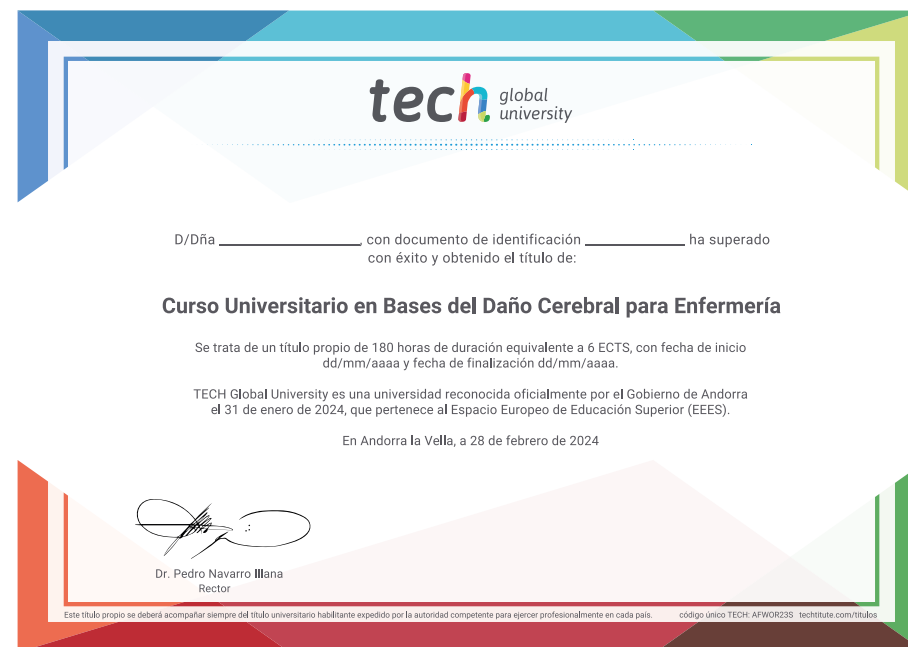 tech global university
D/Dña ______________, con documento de identificación __________ ha superado
con éxito y obtenido el título de:
Curso Universitario en Bases del Daño Cerebral para Enfermería
Se trata de un título propio de 180 horas de duración equivalente a 6 ECTS, con fecha de inicio
dd/mm/aaaa y fecha de finalización dd/mm/aaaa.
TECH Global University es una universidad reconocida oficialmente por el Gobierno de Andorra
el 31 de enero de 2024, que pertenece al Espacio Europeo de Educación Superior (EEES).
En Andorra la Vella, a 28 de febrero de 2024
Dr. Pedro Navarro Illana
Rector
Este título propio se deberá acompañar siempre del título universitario habilitante expedido por la autoridad competente para ejercer profesionalmente en cada país. código único TECH: AFWOR23S techtitute.com/titulos